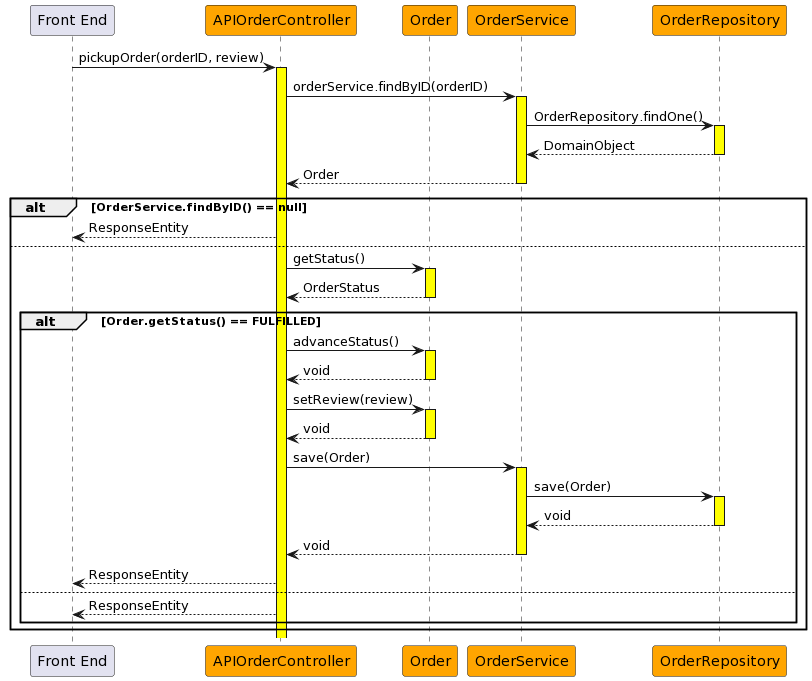 Front End APIOrderController Order OrderService OrderRepository
pickupOrder(orderID, review)
orderService.findByID(orderID)
OrderRepository.findOne()
DomainObject
Order
alt [OrderService.findByID() == null]
ResponseEntity
getStatus()
OrderStatus
alt [Order.getStatus() == FULFILLED]
advanceStatus()
void
setReview(review)
void
save(Order)
save(Order)
void
void
ResponseEntity
ResponseEntity
Front End APIOrderController Order OrderService OrderRepository